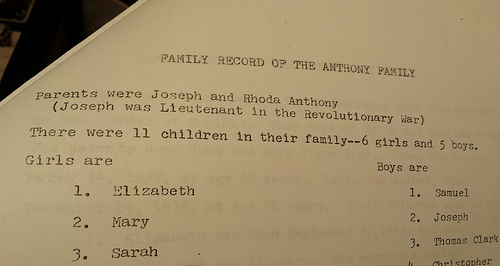 FAMILY RECORD OF THE ANTHONY FAMILY
Parents were Joseph and Rhoda Anthony
(Joseph was Lieutenant in the Revolutionary War)
There were 11 children in their family--6 girls and 5 boys.
Girls are
1. Elizabeth
2. Mary
3. Sarah
Boys are
1. Samuel
2. Joseph
3. Thomas Clark
4. Christopher